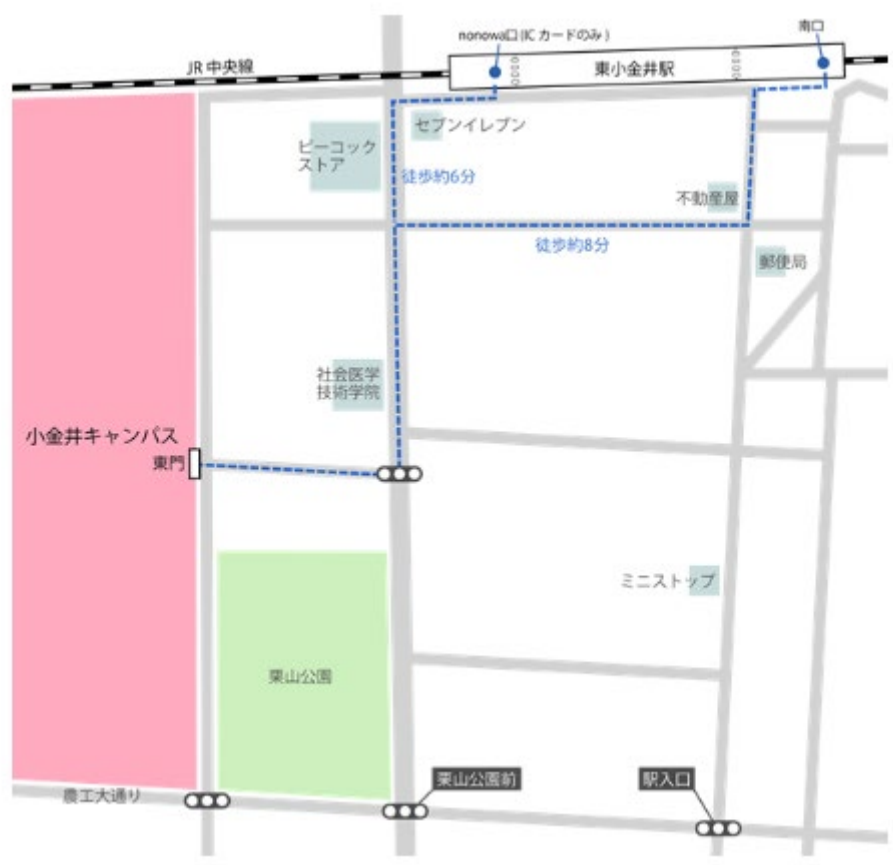 nonowa口(IC カードのみ)
南口
JR 中央線
東小金井駅
セブンイレブン
ピーコック
ストア
徒歩約6分
不動産屋
徒歩約8分
郵便局
社会医学
技術学院
小金井キャンパス
東門
ミニストップ
栗山公園
栗山公園前
駅入口
農工大通り